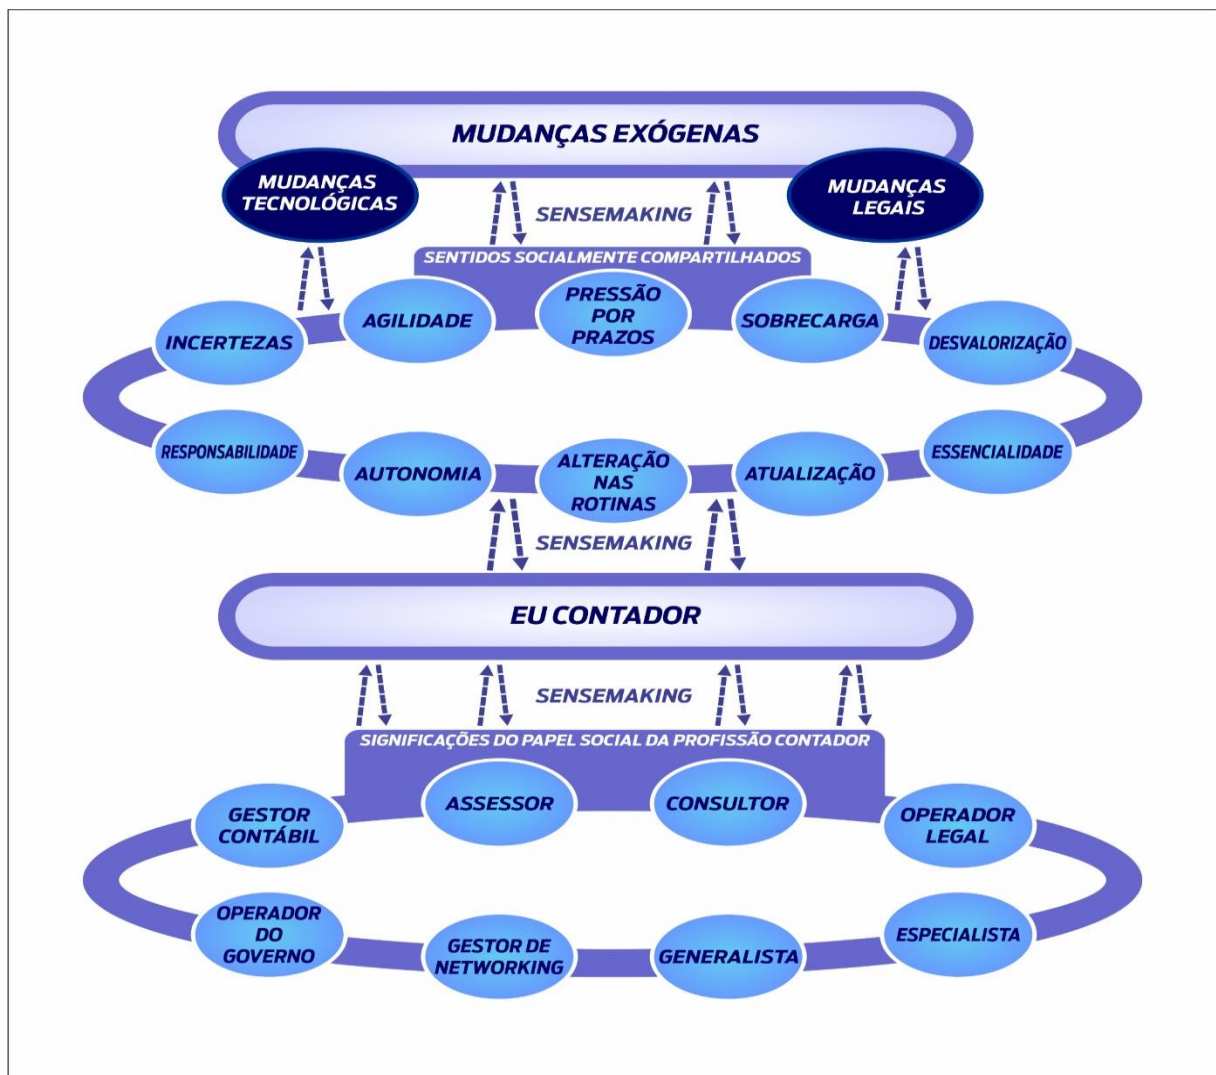 MUDANÇAS EXÓGENAS
MUDANÇAS
TECNOLÓGICAS
MUDANÇAS
LEGAIS
SENSEMAKING
SENTIDOS SOCIALMENTE COMPARTILHADOS
INCERTEZAS
AGILIDADE
PRESSÃO
POR
PRAZOS
SOBRECARGA
DESVALORIZAÇÃO
RESPONSABILIDADE
AUTONOMIA
ALTERAÇÃO
NAS
ROTINAS
ATUALIZAÇÃO
ESSENCIALIDADE
SENSEMAKING
EU CONTADOR
SENSEMAKING
SIGNIFICAÇÕES DO PAPEL SOCIAL DA PROFISSÃO CONTADOR
GESTOR
CONTÁBIL
ASSESSOR
CONSULTOR
OPERADOR
LEGAL
OPERADOR
DO
GOVERNO
GESTOR DE
NETWORKING
GENERALISTA
ESPECIALISTA